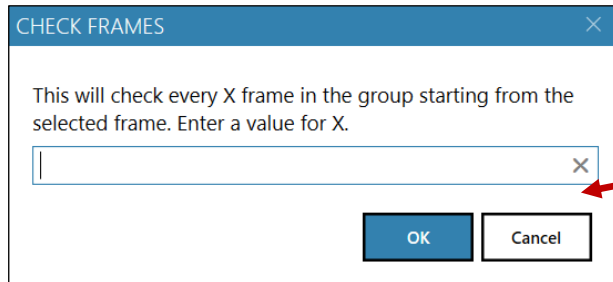 CHECK FRAMES
This will check every X frame in the group starting from the
selected frame. Enter a value for X.
OK
Cancel